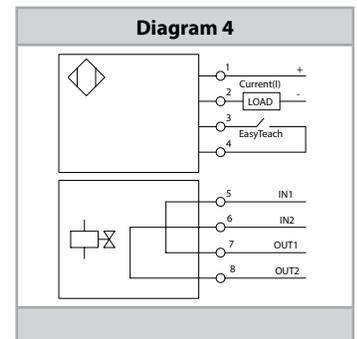 Diagram 4
1 +
Current(I)
2 LOAD -
3
EasyTeach
4
5 IN1
6 IN2
7 OUT1
8 OUT2